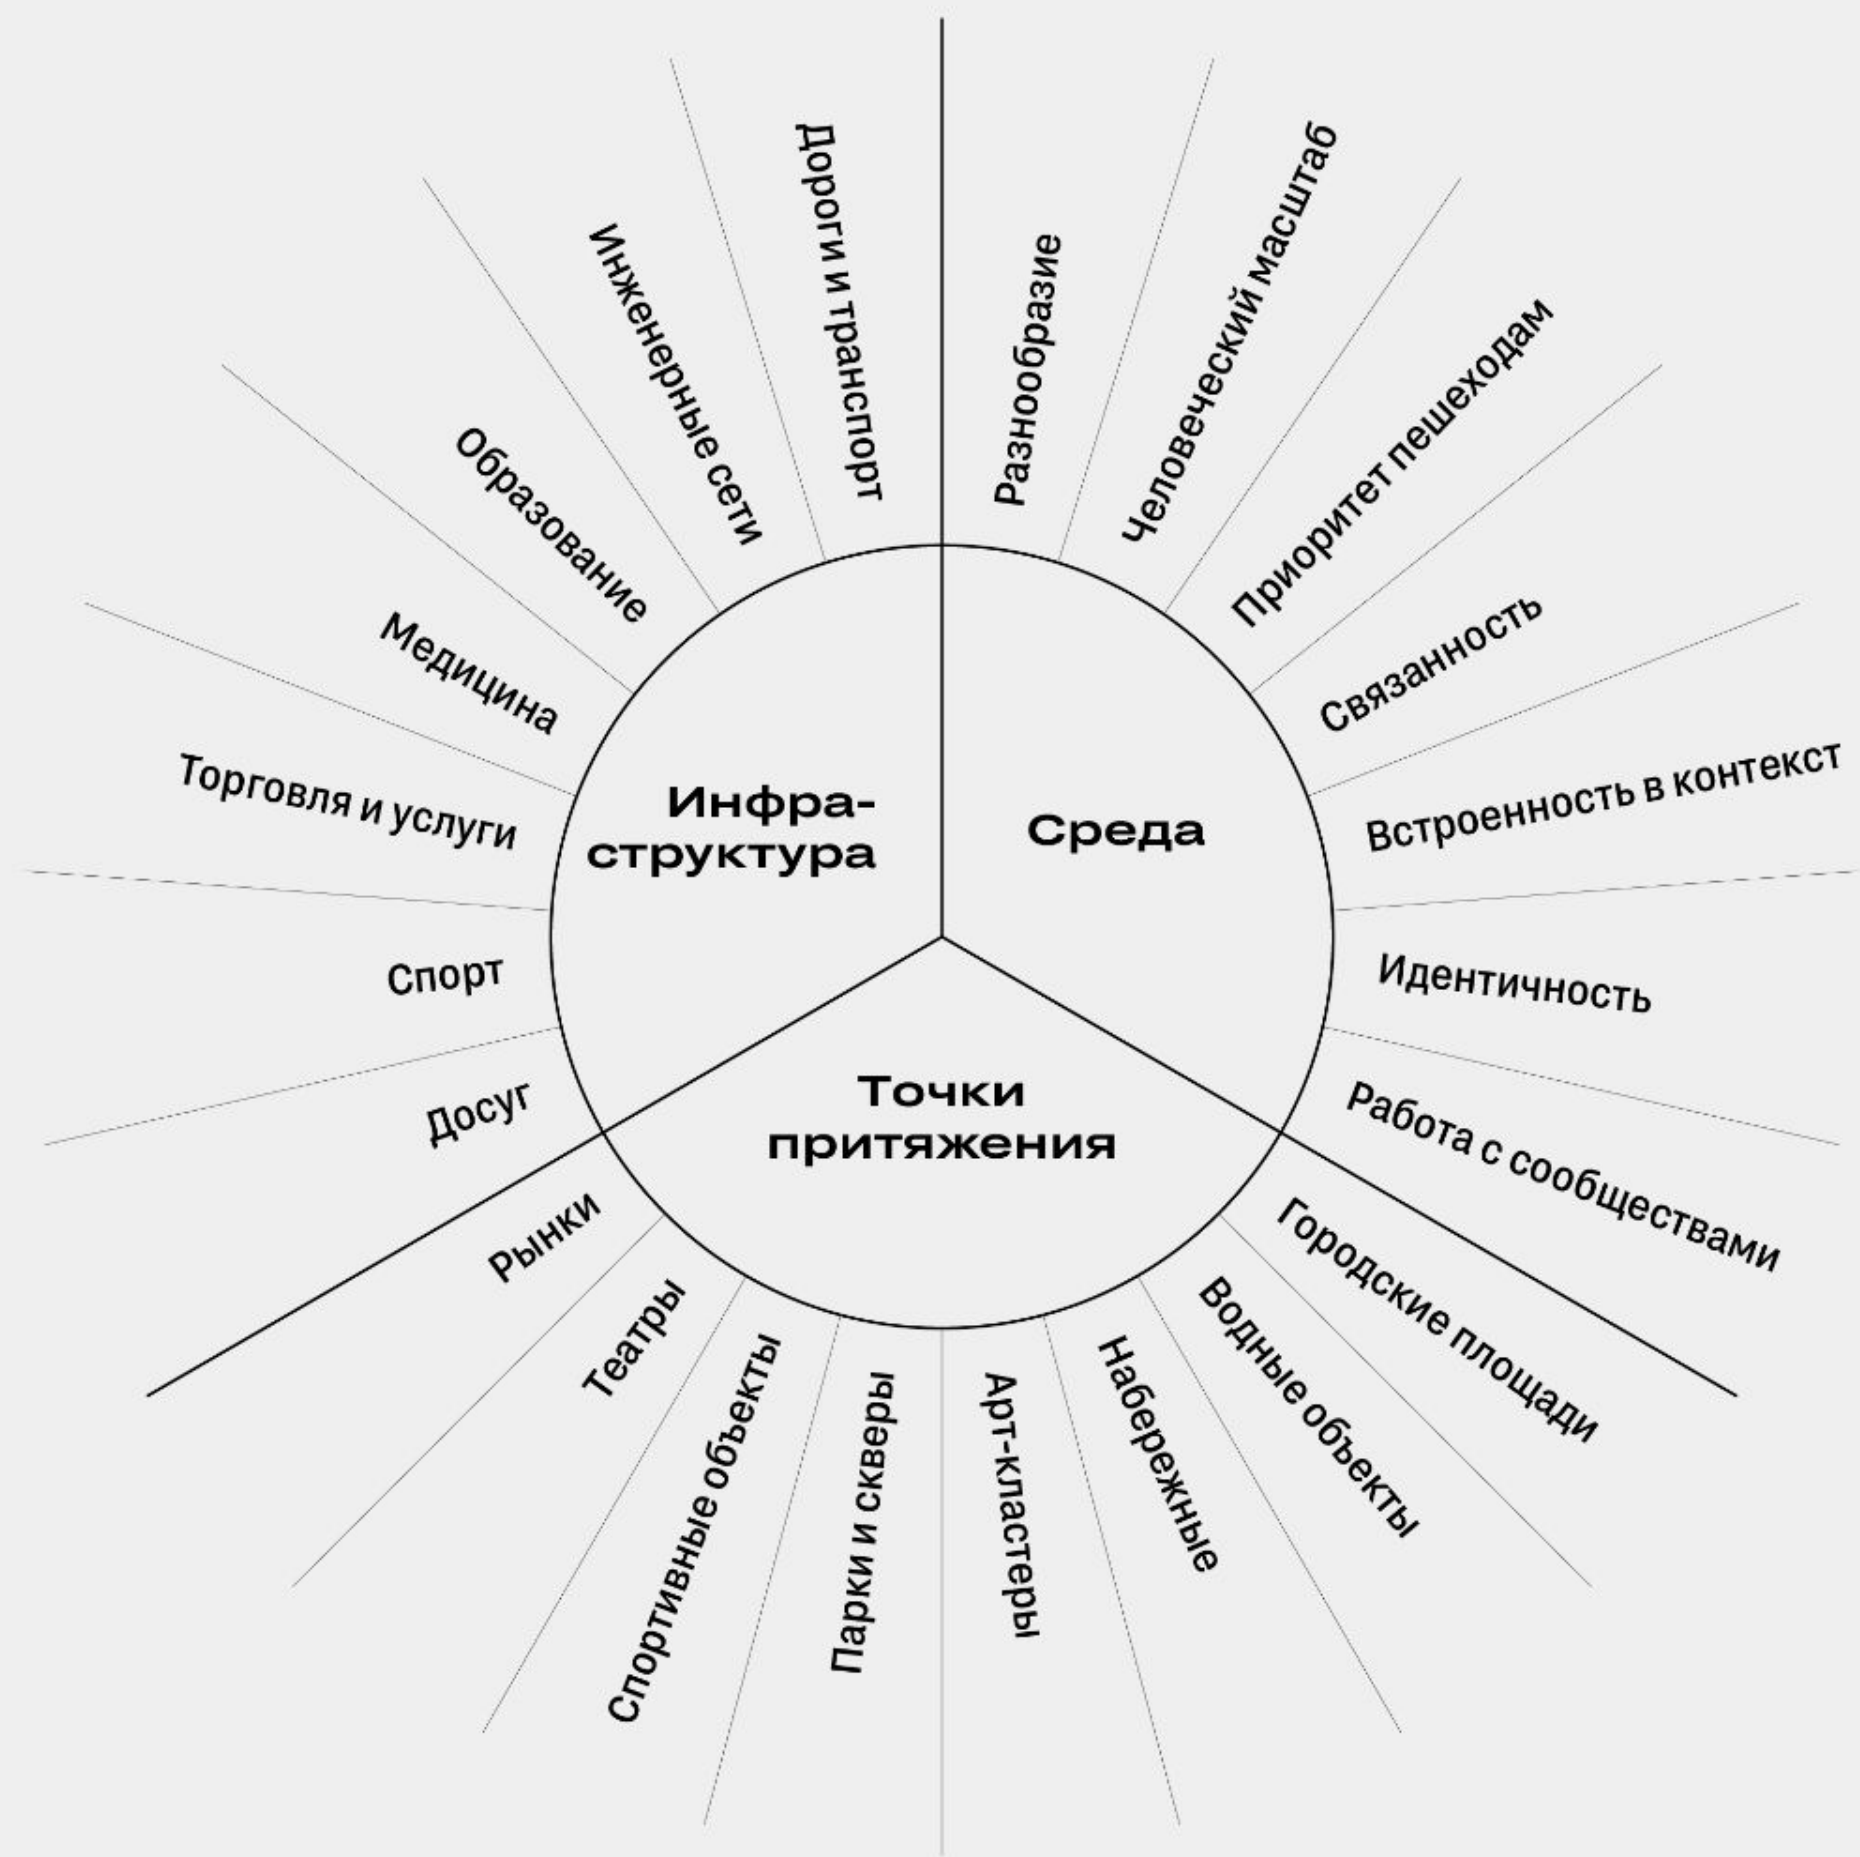 Инфра-
структура
Среда
Точки
притяжения
Разнообразие
Человеческий масштаб
Приоритет пешеходам
Связанность
Встроенность в контекст
Идентичность
Работа с сообществами
Городские площади
Водные объекты
Набережные
Арт-кластеры
Парки и скверы
Спортивные объекты
Театры
Рынки
Досуг
Спорт
Торговля и услуги
Медицина
Образование
Инженерные сети
Дороги и транспорт